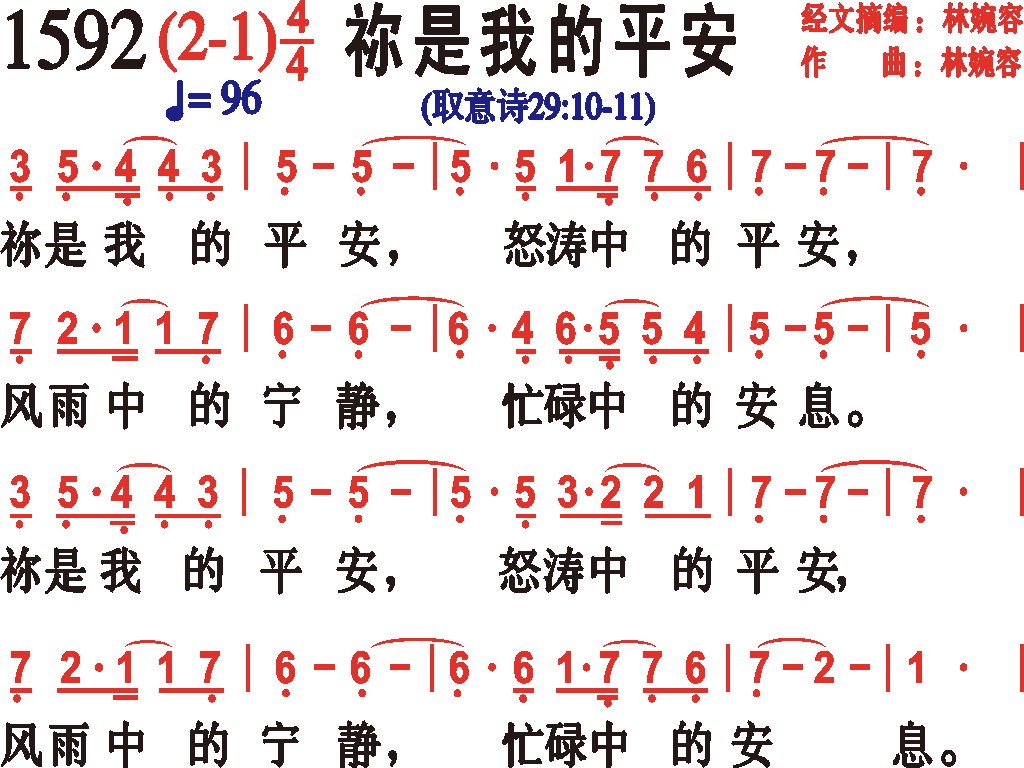 1592 (2-1) 4/4 祢是我的平安 经文摘编：林婉容
♩= 96 (取意诗29:10-11) 作 曲：林婉容
3 5·4 4 3 | 5 – 5 – | 5 · 5 1·7 7 6 | 7 – 7 – | 7 · |
祢是 我 的 平 安， 怒涛中 的 平 安，
7 2·1 1 7 | 6 – 6 – | 6 · 4 6·5 5 4 | 5 – 5 – | 5 · |
风雨 中 的 宁 静， 忙碌中 的 安 息。
3 5·4 4 3 | 5 – 5 – | 5 · 5 3·2 2 1 | 7 – 7 – | 7 · |
祢是 我 的 平 安， 怒涛中 的 平 安，
7 2·1 1 7 | 6 – 6 – | 6 · 6 1·7 7 6 | 7 – 2 – | 1 · |
风雨 中 的 宁 静， 忙碌中 的 安 息。